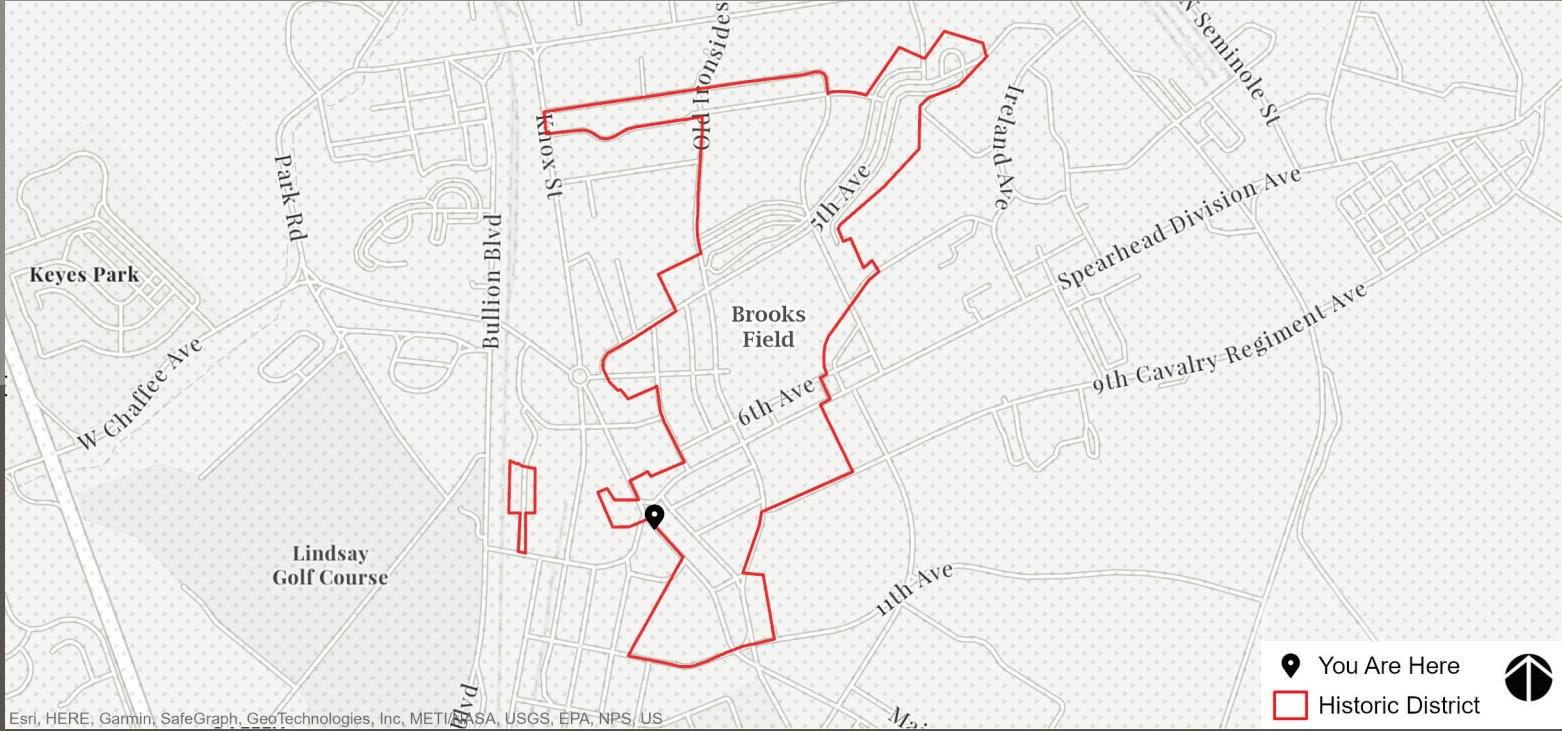 Old Ironsides
N Seminole St
Knox St
Ireland Ave
Park Rd
5th Ave
Spearhead Division Ave
Bullion Blvd
Keyes Park
Brooks
Field
9th Cavalry Regiment Ave
W Chaffee Ave
6th Ave
Lindsay
Golf Course
11th Ave
You Are Here
Historic District
Blvd
Esri, HERE, Garmin, SafeGraph, GeoTechnologies, Inc, METI/NASA, USGS, EPA, NPS, US